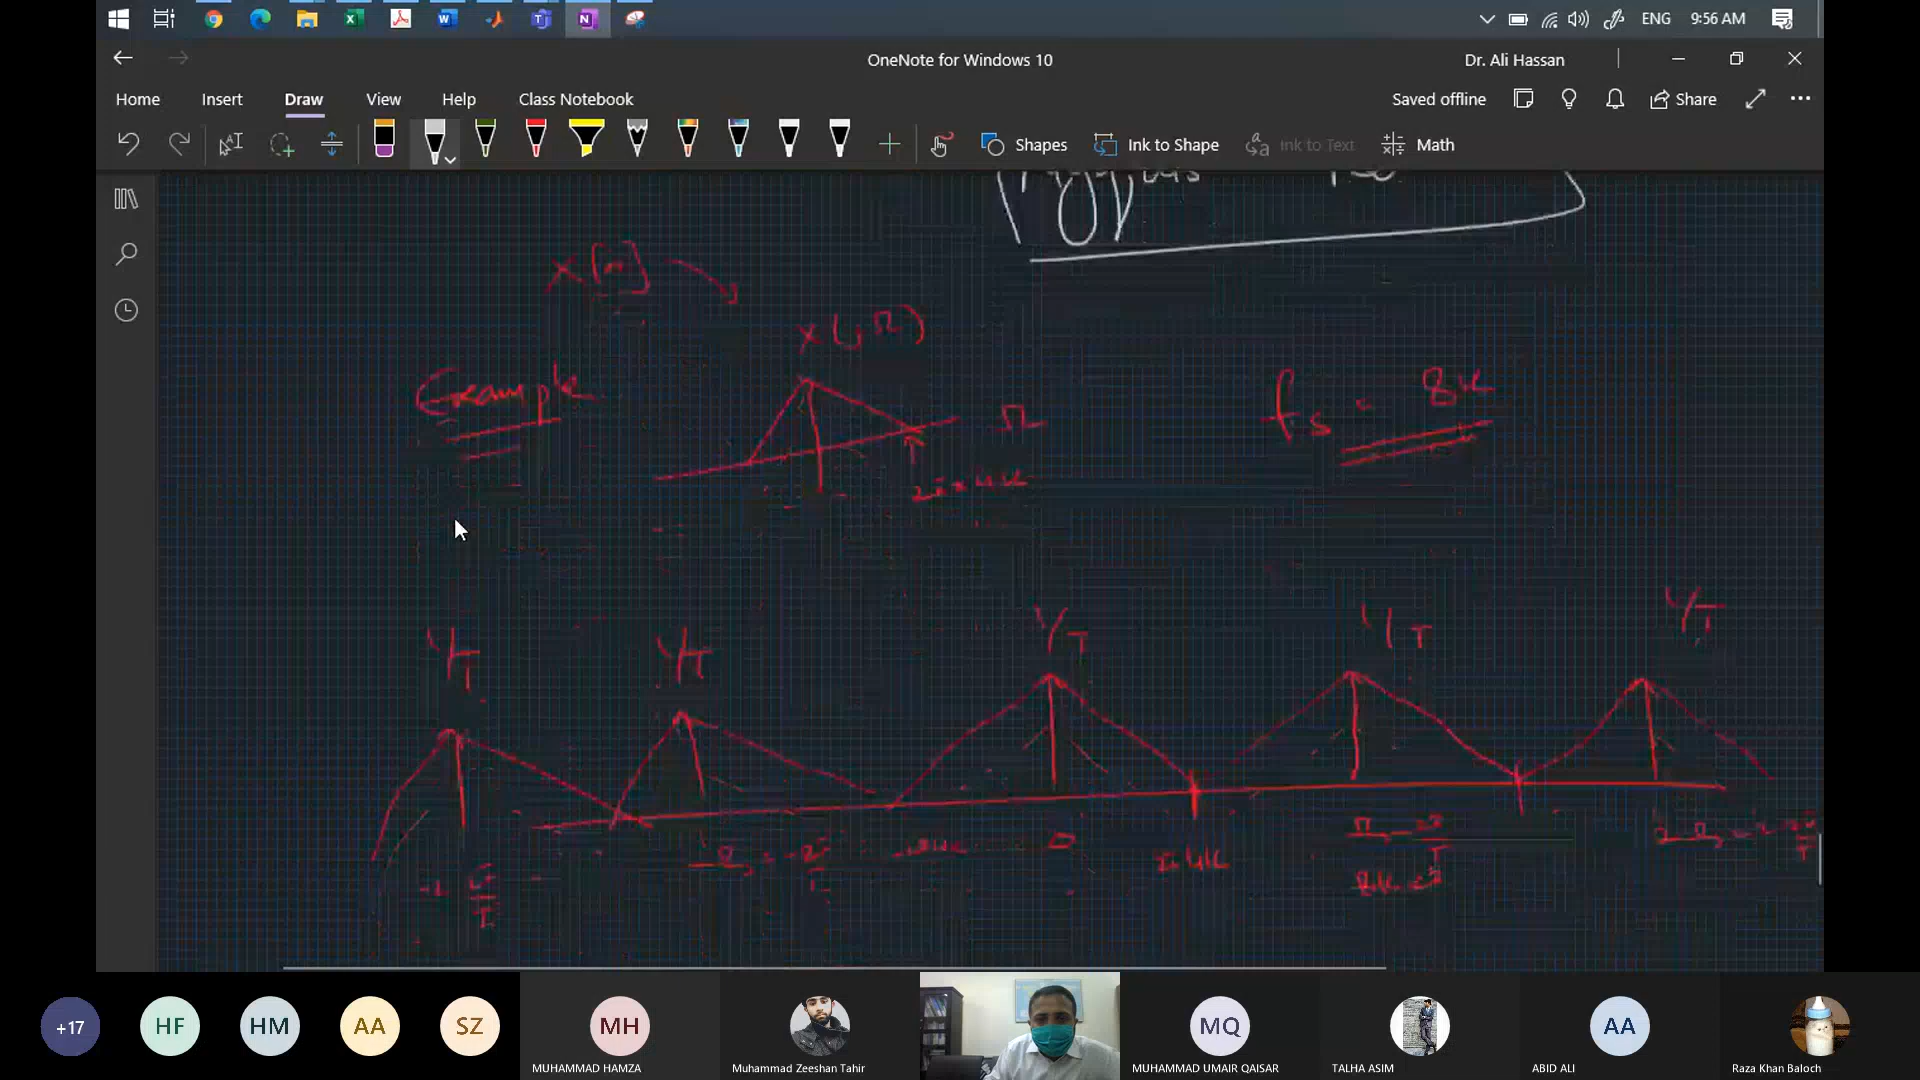 ENG 9:56 AM
OneNote for Windows 10
Dr. Ali Hassan
Home Insert Draw View Help Class Notebook
Saved offline Share
Shapes Ink to Shape Ink to Text Math
x[n]
X(jΩ)
Example
Ω
fs = 8K
2π×4K
1/T 1/T 1/T 1/T 1/T
0
+17 HF HM AA SZ MH MQ AA
MUHAMMAD HAMZA
Muhammad Zeeshan Tahir
MUHAMMAD UMAIR QAISAR
TALHA ASIM
ABID ALI
Raza Khan Baloch